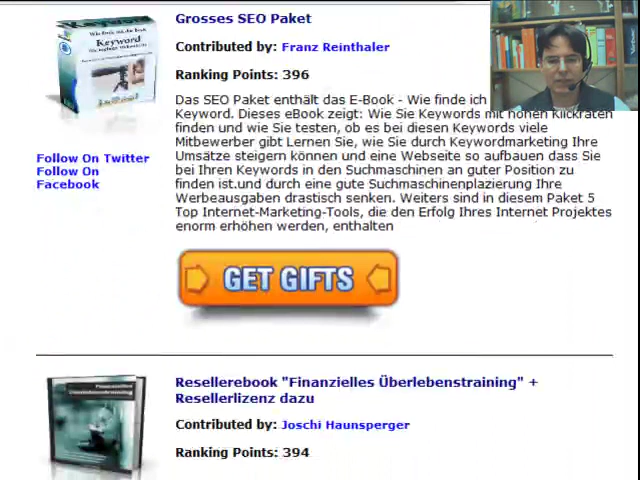 Grosses SEO Paket
Contributed by: Franz Reinthaler
Ranking Points: 396
Das SEO Paket enthält das E-Book - Wie finde ich
Keyword. Dieses eBook zeigt: Wie Sie Keywords mit hohen Klickraten
finden und wie Sie testen, ob es bei diesen Keywords viele
Mitbewerber gibt Lernen Sie, wie Sie durch Keywordmarketing Ihre
Umsätze steigern können und eine Webseite so aufbauen dass Sie
bei Ihren Keywords in den Suchmaschinen an guter Position zu
finden ist.und durch eine gute Suchmaschinenplazierung Ihre
Werbeausgaben drastisch senken. Weiters sind in diesem Paket 5
Top Internet-Marketing-Tools, die den Erfolg Ihres Internet Projektes
enorm erhöhen werden, enthalten
Keyword
Follow On Twitter
Follow On
Facebook
GET GIFTS
Resellerebook "Finanzielles Überlebenstraining" +
Resellerlizenz dazu
Contributed by: Joschi Haunsperger
Ranking Points: 394